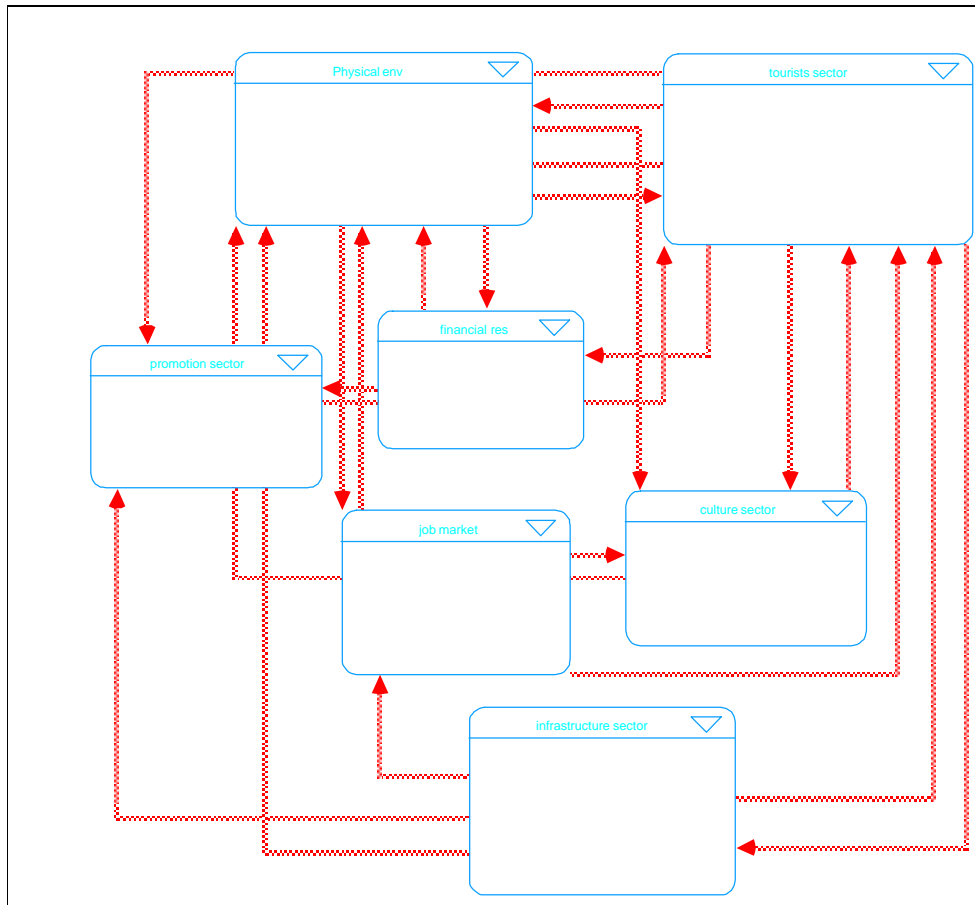 Physical env
tourists sector
financial res
promotion sector
culture sector
job market
infrastructure sector